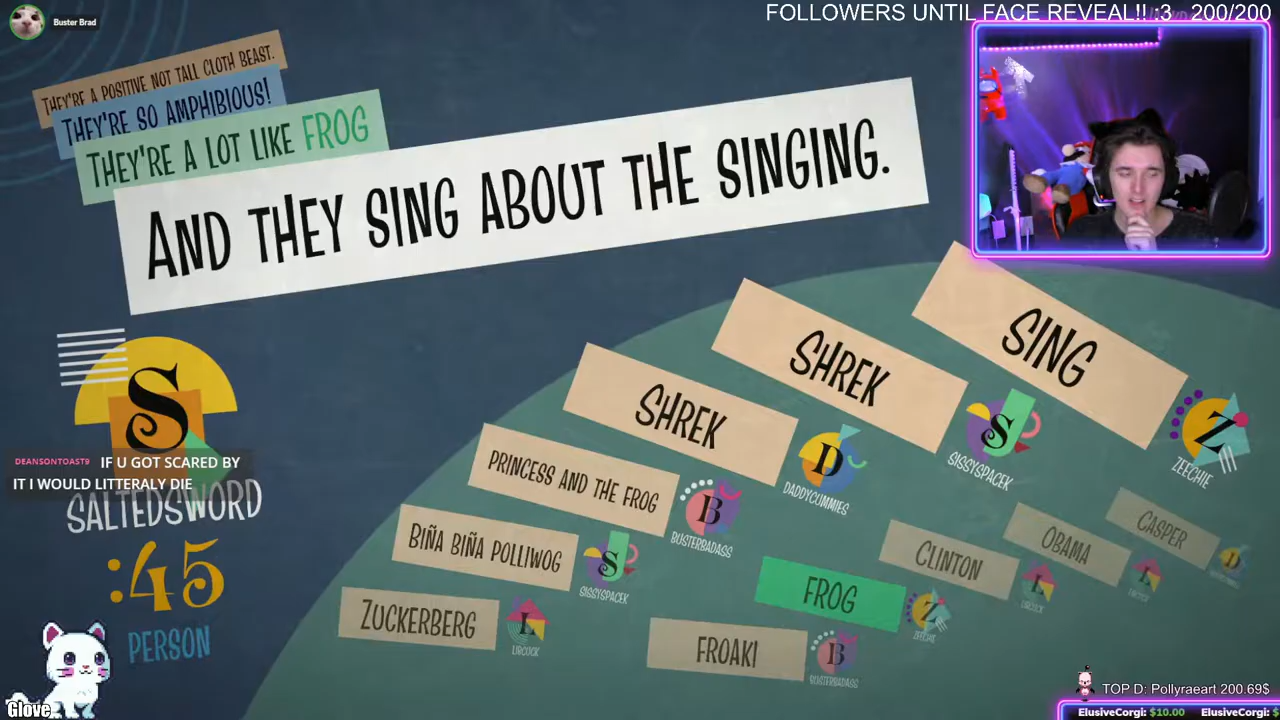 Buster Brad
FOLLOWERS UNTIL FACE REVEAL!! :3 200/200
THEY'RE A POSITIVE NOT TALL CLOTH BEAST.
THEY'RE SO AMPHIBIOUS!
THEY'RE A LOT LIKE FROG
AND THEY SING ABOUT THE SINGING.
SING
Z
ZEECHIE
SHREK
S
SISSYSPACEK
SHREK
D
DADDYCUMMIES
PRINCESS AND THE FROG
B
BUSTERBADASS
BIÑA BIÑA POLLIWOG
S
SISSYSPACEK
ZUCKERBERG
L
CASPER
D
OBAMA
L
CLINTON
L
FROG
Z
ZEECHIE
FROAKI
B
BUSTERBADASS
S
DEANSONTOAST9 IF U GOT SCARED BY
IT I WOULD LITTERALY DIE
SALTEDSWORD
:45
PERSON
Glove
TOP D: Pollyraeart 200.69$
ElusiveCorgi: $10.00 ElusiveCorgi: $